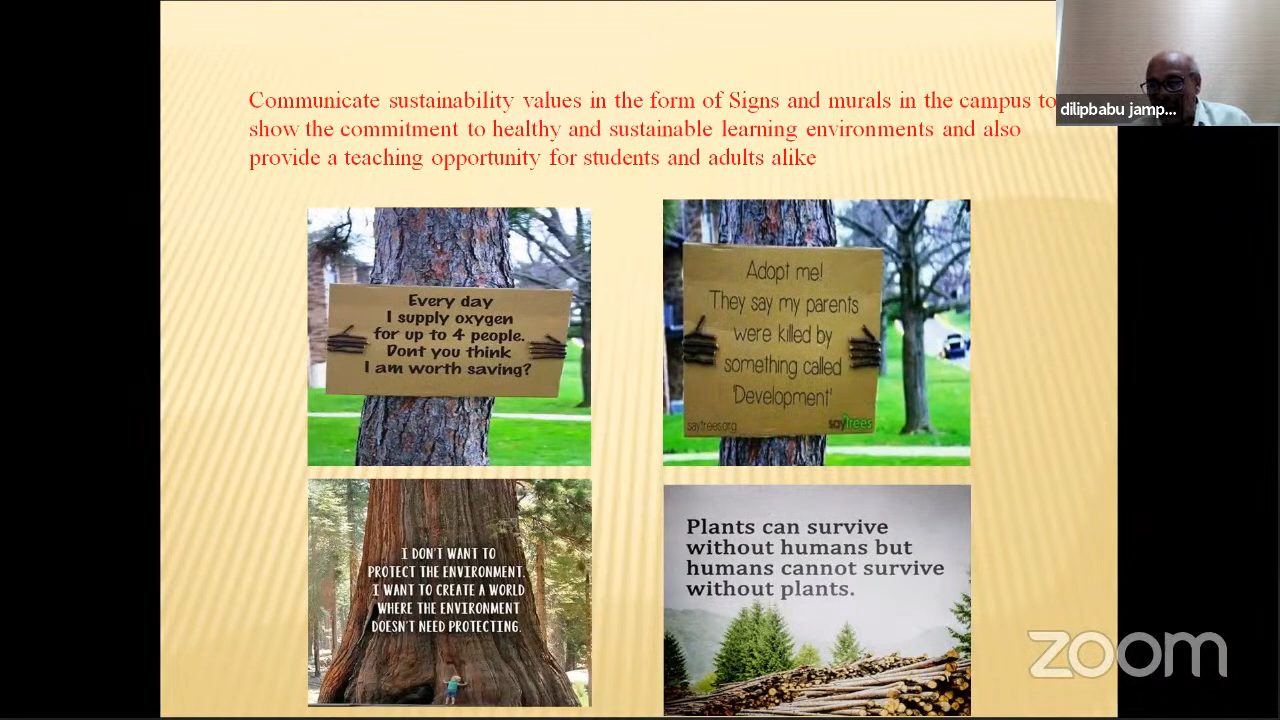 Communicate sustainability values in the form of Signs and murals in the campus to
show the commitment to healthy and sustainable learning environments and also
provide a teaching opportunity for students and adults alike
dilipbabu jamp...
Every day
I supply oxygen
for up to 4 people.
Dont you think
I am worth saving?
Adopt me!
They say my parents
were killed by
something called
'Development'
saytrees.org
saytrees
I DON'T WANT TO
PROTECT THE ENVIRONMENT.
I WANT TO CREATE A WORLD
WHERE THE ENVIRONMENT
DOESN'T NEED PROTECTING.
Plants can survive
without humans but
humans cannot survive
without plants.
zoom